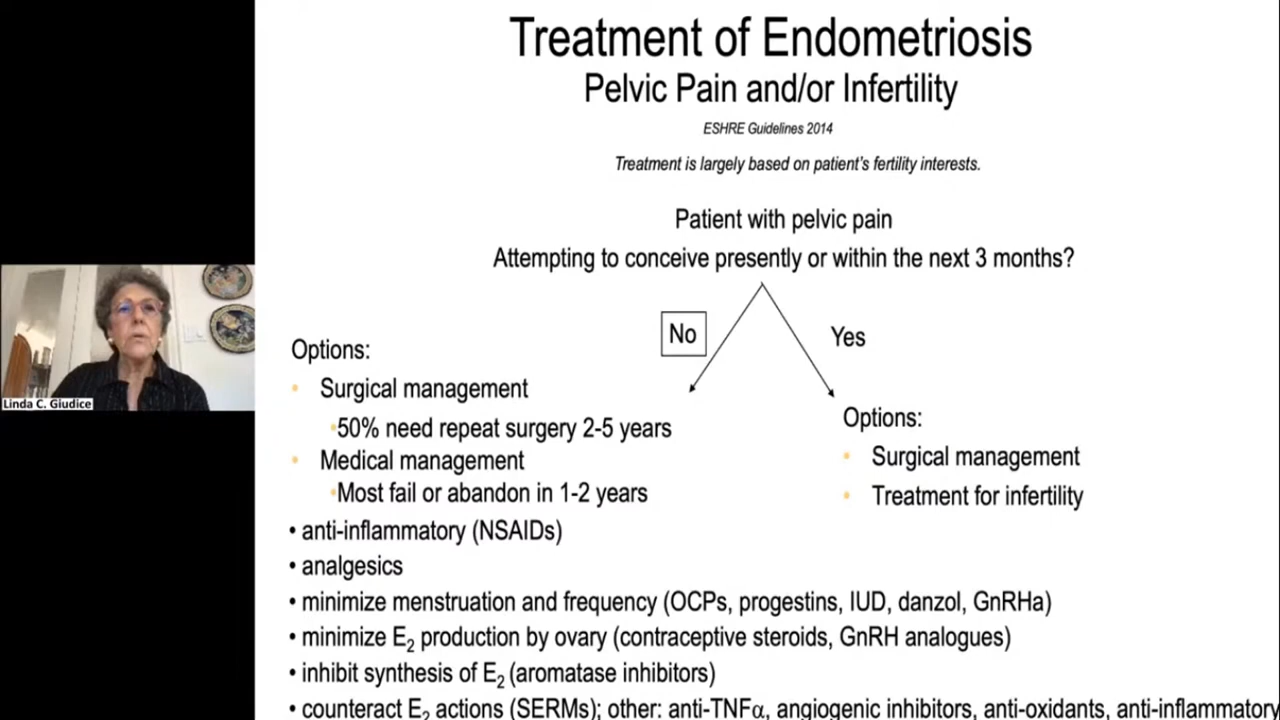 Treatment of Endometriosis
Pelvic Pain and/or Infertility
ESHRE Guidelines 2014
Treatment is largely based on patient's fertility interests.
Patient with pelvic pain
Attempting to conceive presently or within the next 3 months?
No
Yes
Options:
• Surgical management
•50% need repeat surgery 2-5 years
• Medical management
•Most fail or abandon in 1-2 years
Options:
• Surgical management
• Treatment for infertility
• anti-inflammatory (NSAIDs)
• analgesics
• minimize menstruation and frequency (OCPs, progestins, IUD, danzol, GnRHa)
• minimize E2 production by ovary (contraceptive steroids, GnRH analogues)
• inhibit synthesis of E2 (aromatase inhibitors)
• counteract E2 actions (SERMs); other: anti-TNFα, angiogenic inhibitors, anti-oxidants, anti-inflammatory
Linda C. Giudice